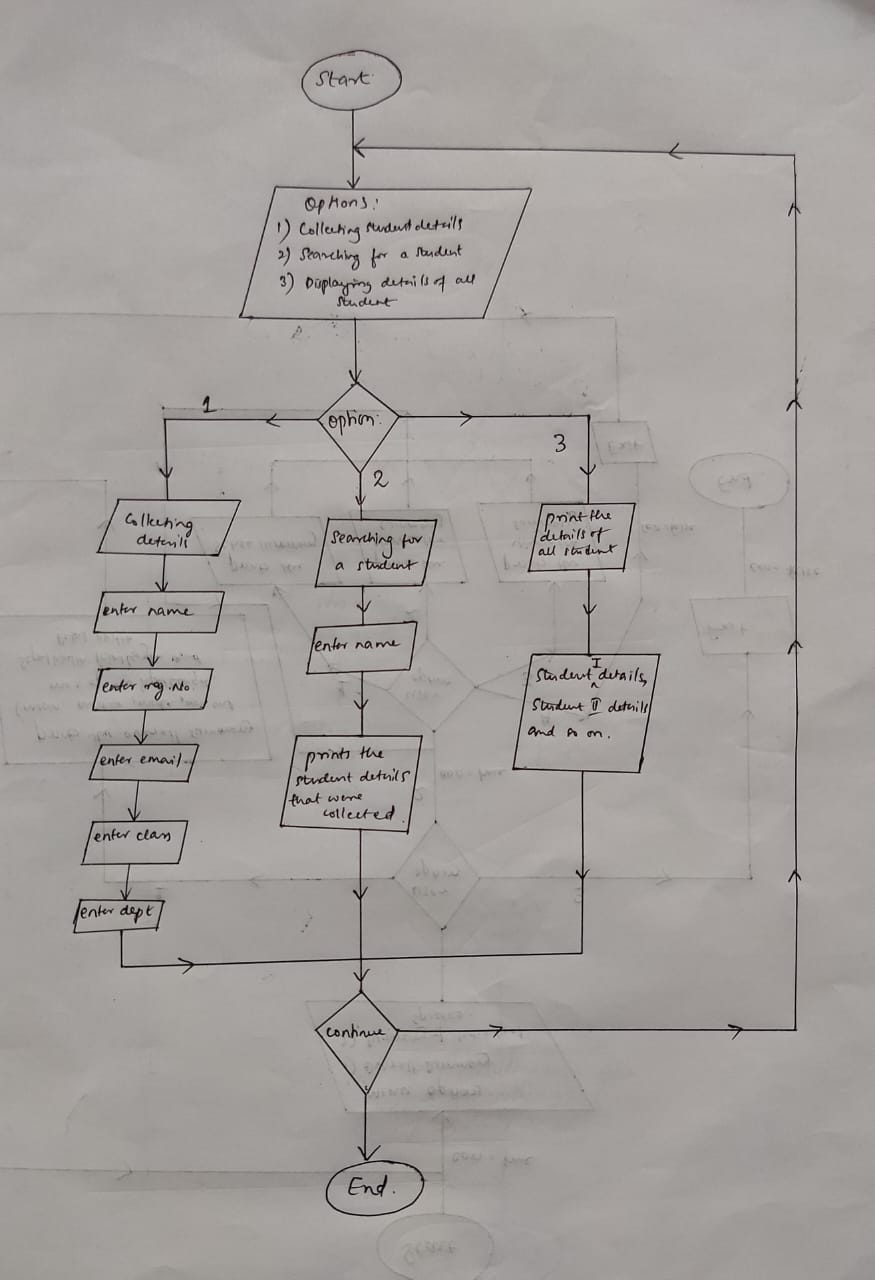 Start
Options:
1) Collecting student details
2) Searching for a student
3) Displaying details of all
student
option:
1
2
3
Collecting
details
enter name
enter reg.No
enter email
enter class
enter dept
Searching for
a student
enter name
prints the
student details
that were
collected.
print the
details of
all student
Student I details,
Student II details
and so on.
continue
End.